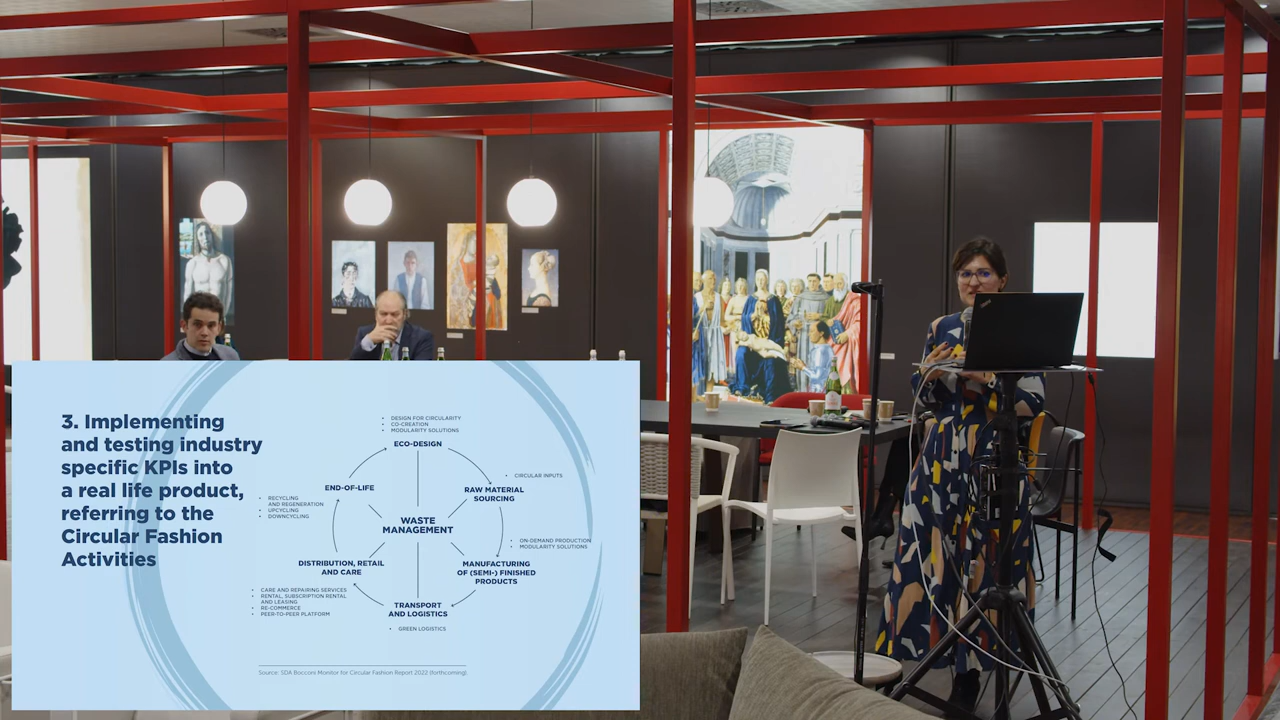 3. Implementing
and testing industry
specific KPIs into
a real life product,
referring to the
Circular Fashion
Activities
• DESIGN FOR CIRCULARITY
• CO-CREATION
• MODULARITY SOLUTIONS
ECO-DESIGN
• CIRCULAR INPUTS
RAW MATERIAL
SOURCING
• ON-DEMAND PRODUCTION
• MODULARITY SOLUTIONS
MANUFACTURING
OF (SEMI-) FINISHED
PRODUCTS
TRANSPORT
AND LOGISTICS
• GREEN LOGISTICS
DISTRIBUTION, RETAIL
AND CARE
• CARE AND REPAIRING SERVICES
• RENTAL, SUBSCRIPTION RENTAL
AND LEASING
• RE-COMMERCE
• PEER-TO-PEER PLATFORM
END-OF-LIFE
• RECYCLING
AND REGENERATION
• UPCYCLING
• DOWNCYCLING
WASTE
MANAGEMENT
Source: SDA Bocconi Monitor for Circular Fashion Report 2022 (forthcoming)